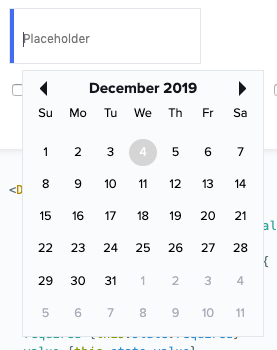 Placeholder
December 2019
Su Mo Tu We Th Fr Sa
1 2 3 4 5 6 7
8 9 10 11 12 13 14
15 16 17 18 19 20 21
22 23 24 25 26 27 28
29 30 31 1 2 3 4
5 6 7 8 9 10 11
<D
al
{